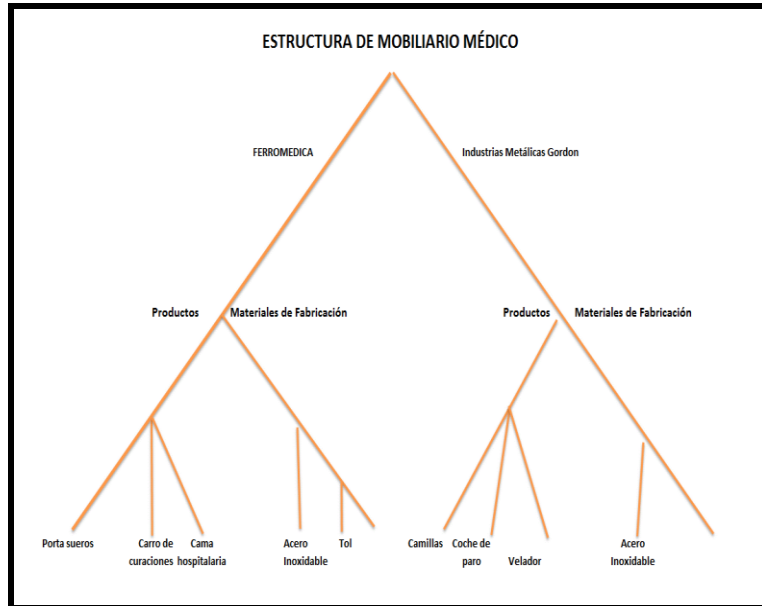 ESTRUCTURA DE MOBILIARIO MÉDICO
FERROMEDICA
Industrias Metálicas Gordon
Productos
Materiales de Fabricación
Productos
Materiales de Fabricación
Porta sueros
Carro de
curaciones
Cama
hospitalaria
Acero
Inoxidable
Tol
Camillas
Coche de
paro
Velador
Acero
Inoxidable